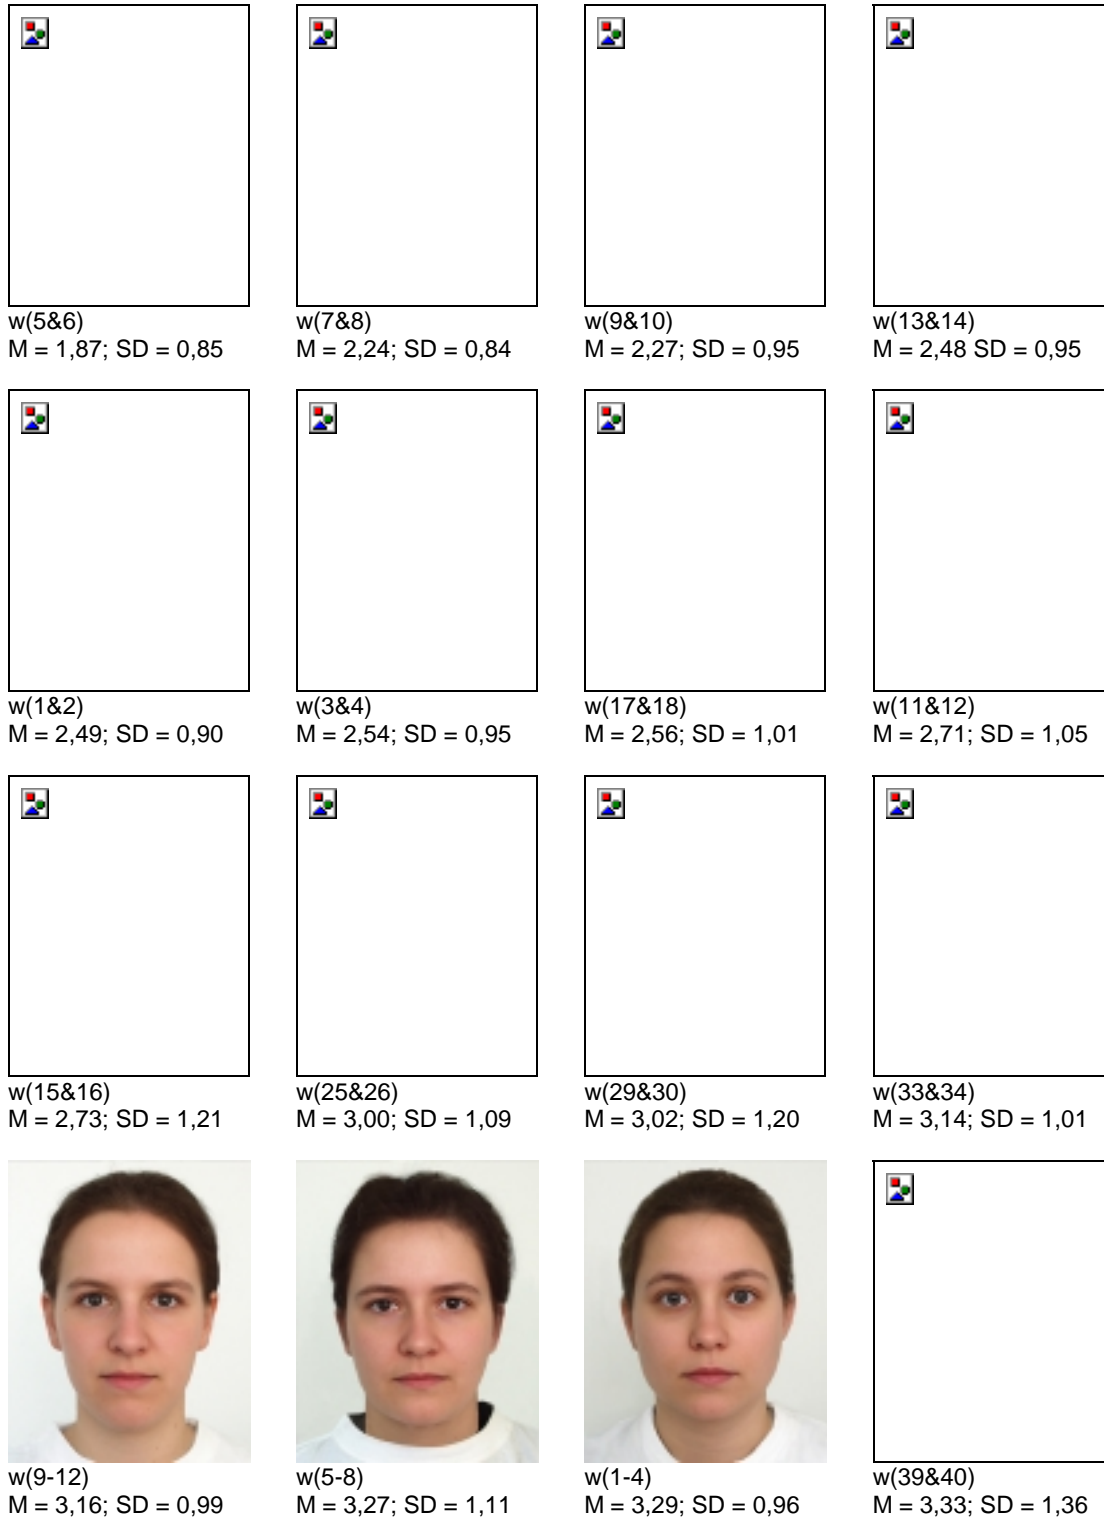 w(5&6) w(7&8) w(9&10) w(13&14)
M = 1,87; SD = 0,85 M = 2,24; SD = 0,84 M = 2,27; SD = 0,95 M = 2,48 SD = 0,95
w(1&2) w(3&4) w(17&18) w(11&12)
M = 2,49; SD = 0,90 M = 2,54; SD = 0,95 M = 2,56; SD = 1,01 M = 2,71; SD = 1,05
w(15&16) w(25&26) w(29&30) w(33&34)
M = 2,73; SD = 1,21 M = 3,00; SD = 1,09 M = 3,02; SD = 1,20 M = 3,14; SD = 1,01
w(9-12) w(5-8) w(1-4) w(39&40)
M = 3,16; SD = 0,99 M = 3,27; SD = 1,11 M = 3,29; SD = 0,96 M = 3,33; SD = 1,36